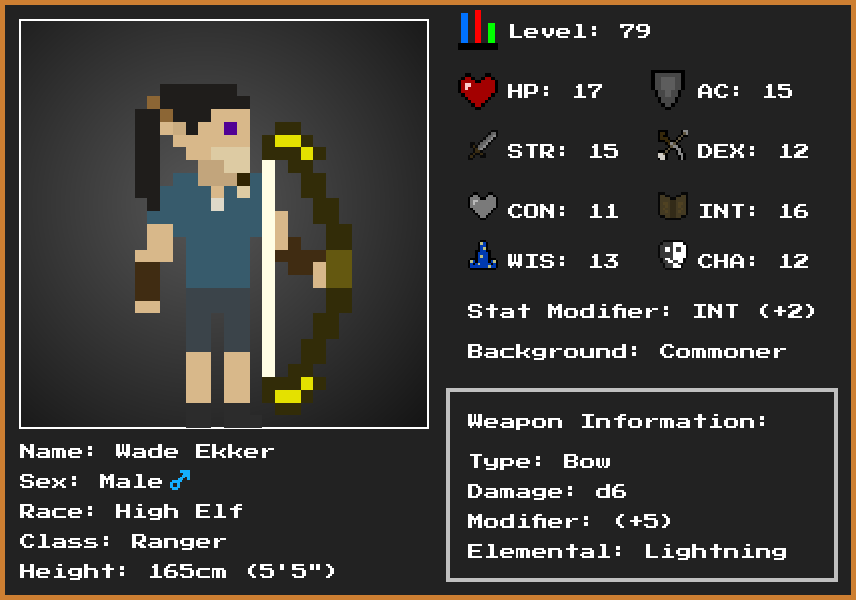 Level: 79
HP: 17 AC: 15
STR: 15 DEX: 12
CON: 11 INT: 16
WIS: 13 CHA: 12
Stat Modifier: INT (+2)
Background: Commoner
Weapon Information:
Type: Bow
Damage: d6
Modifier: (+5)
Elemental: Lightning
Name: Wade Ekker
Sex: Male ♂
Race: High Elf
Class: Ranger
Height: 165cm (5'5")